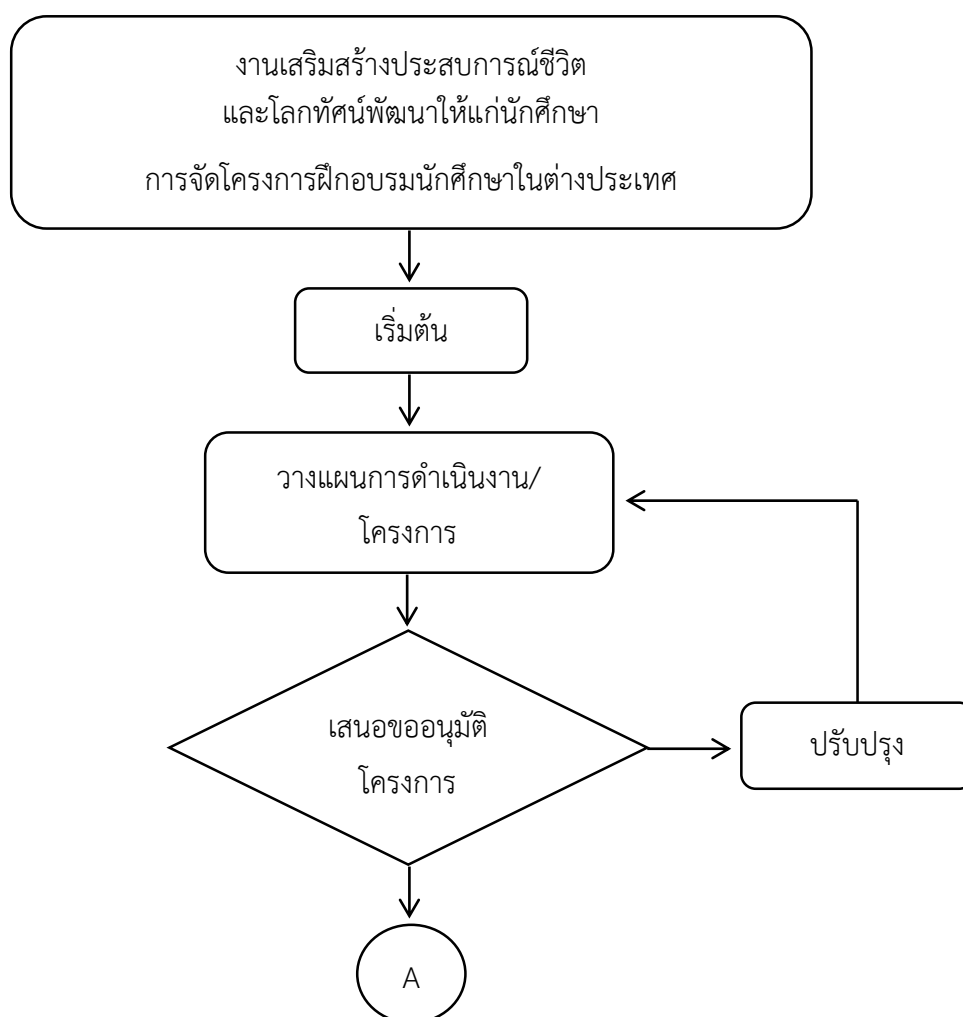 งานเสริมสร้างประสบการณ์ชีวิต
และโลกทัศน์พัฒนาให้แก่นักศึกษา
การจัดโครงการฝึกอบรมนักศึกษาในต่างประเทศ
เริ่มต้น
วางแผนการดำเนินงาน/
โครงการ
เสนอขออนุมัติ
โครงการ
ปรับปรุง
A